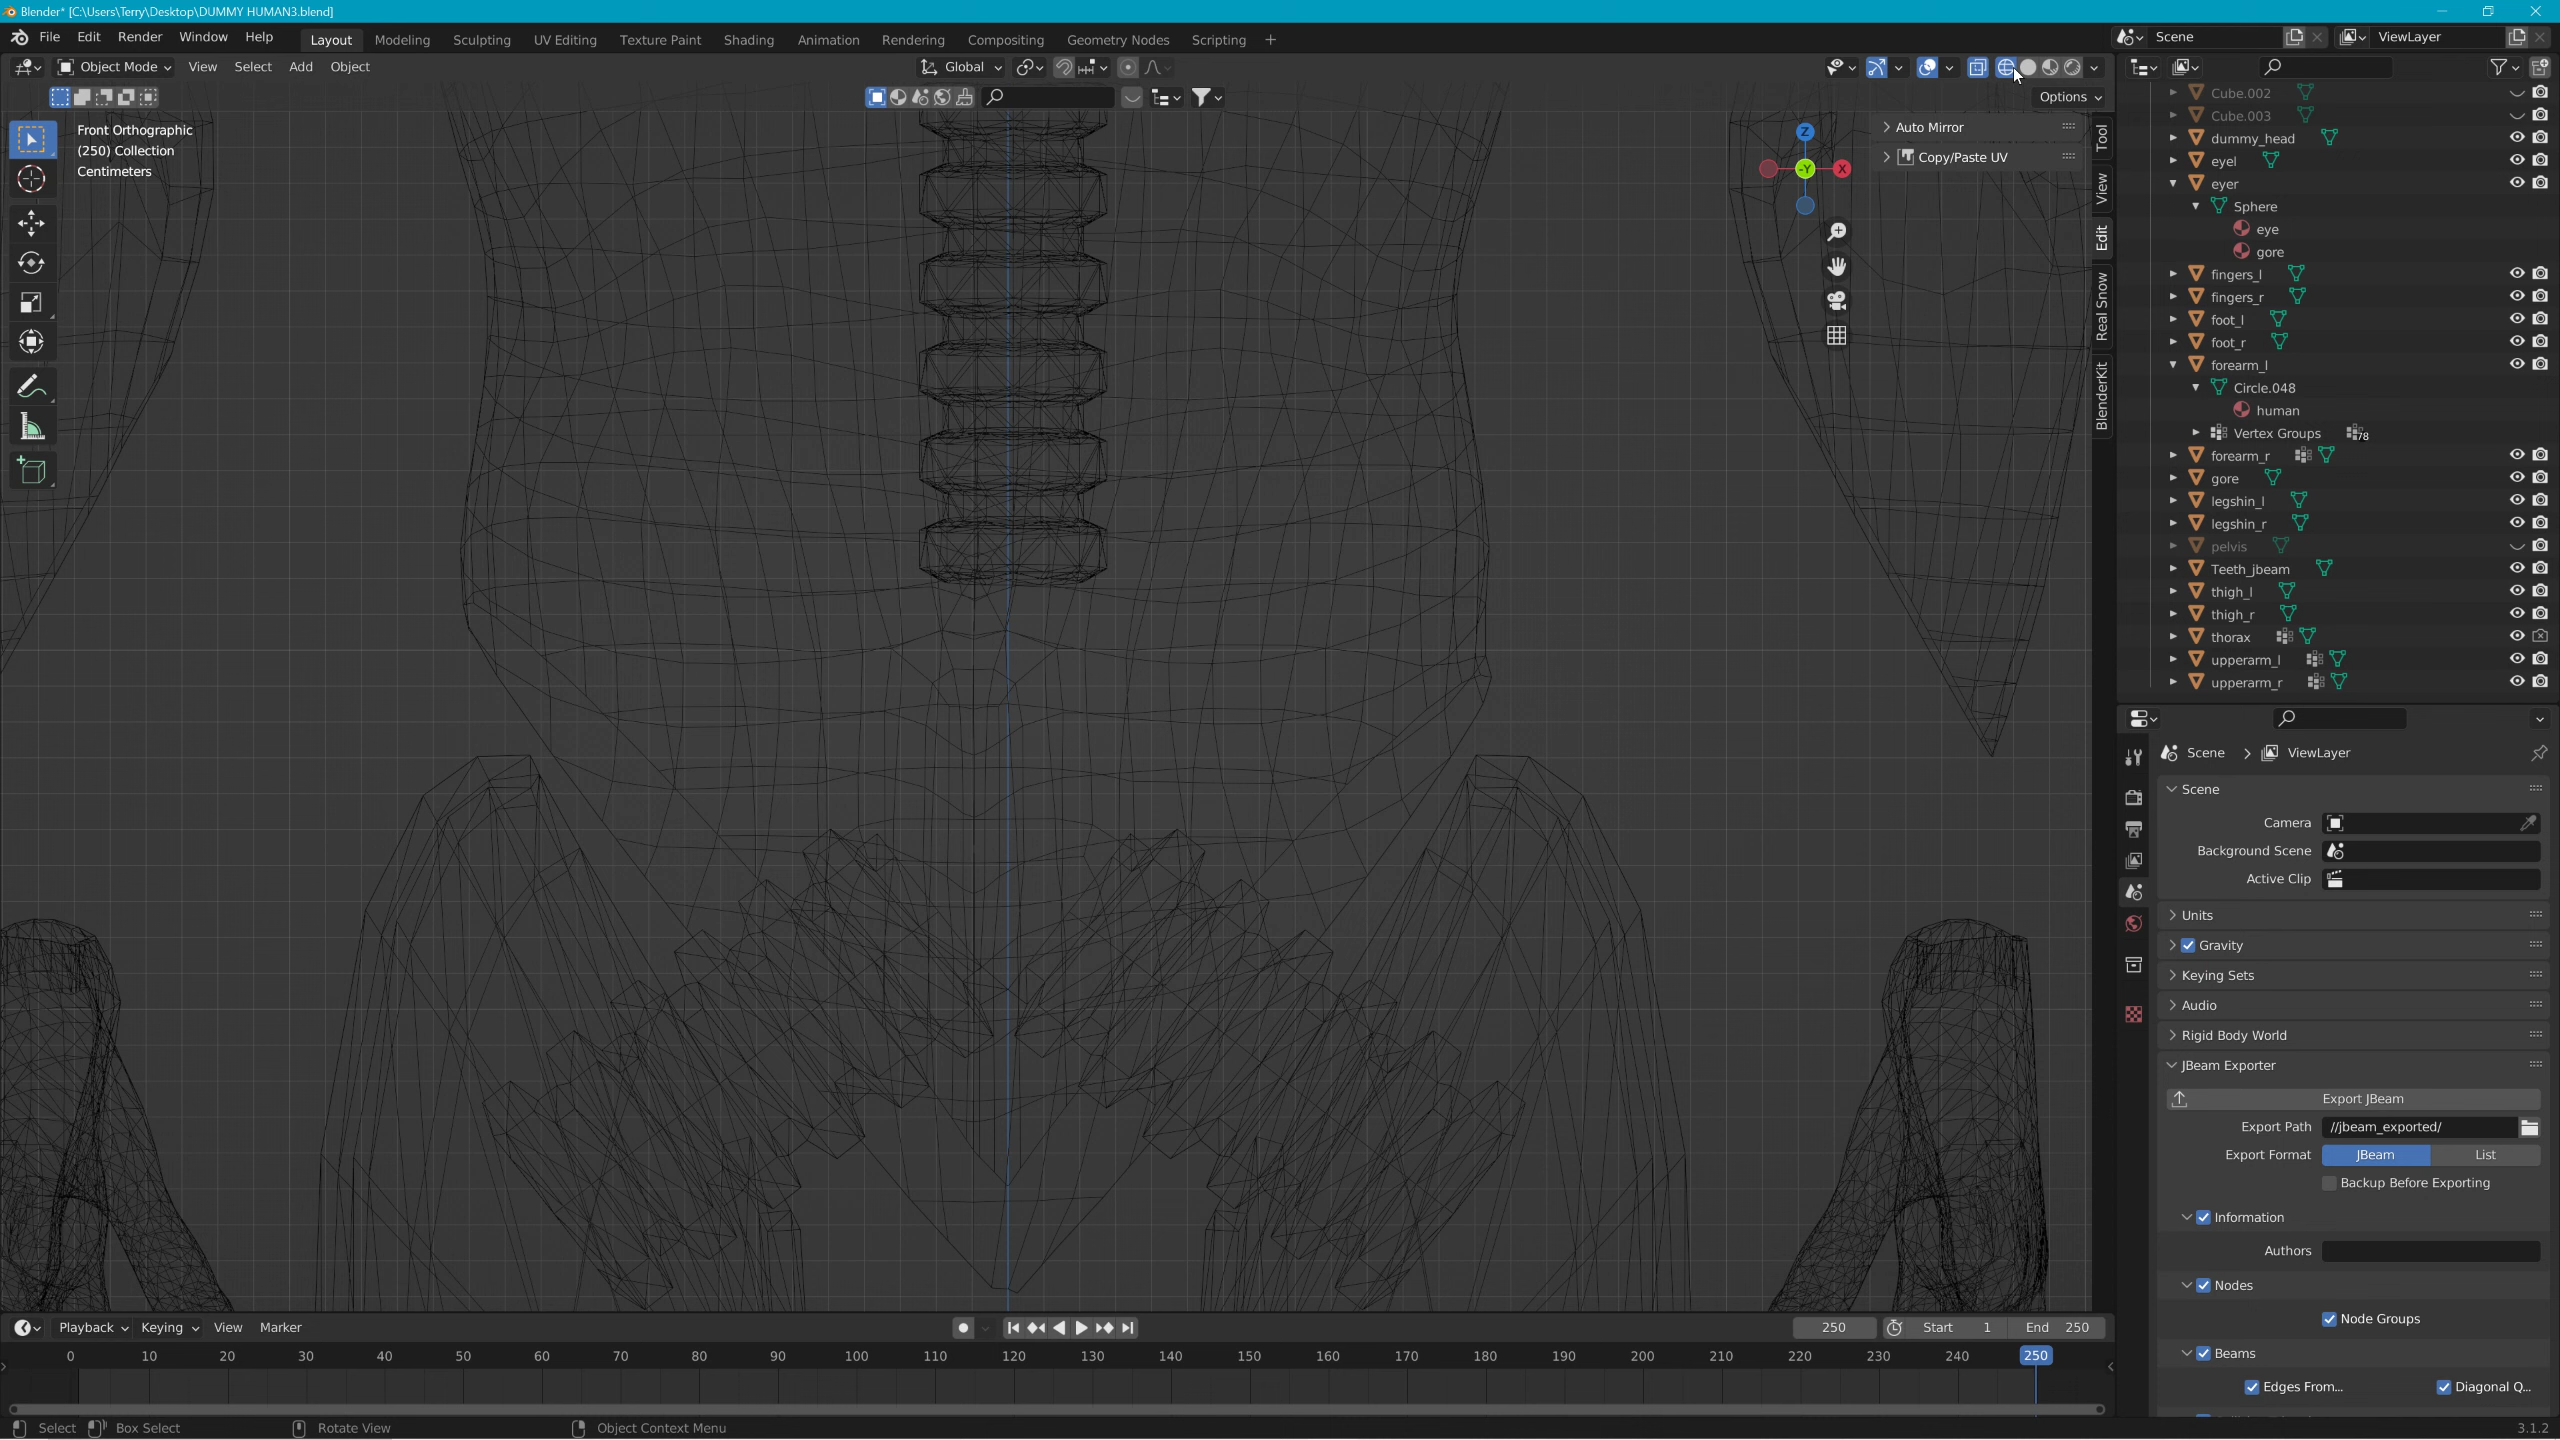 Blender* [C:\Users\Terry\Desktop\DUMMY HUMAN3.blend]
File Edit Render Window Help Layout Modeling Sculpting UV Editing Texture Paint Shading Animation Rendering Compositing Geometry Nodes Scripting + Scene ViewLayer
Object Mode View Select Add Object Global
Options
Front Orthographic
(250) Collection
Centimeters
Auto Mirror
Copy/Paste UV
Z
-Y X
Tool
View
Edit
Real Snow
BlenderKit
Cube.002
Cube.003
dummy_head
eyel
eyer
Sphere
eye
gore
fingers_l
fingers_r
foot_l
foot_r
forearm_l
Circle.048
human
Vertex Groups 78
forearm_r
gore
legshin_l
legshin_r
pelvis
Teeth_jbeam
thigh_l
thigh_r
thorax
upperarm_l
upperarm_r
Scene > ViewLayer
Scene
Camera
Background Scene
Active Clip
Units
Gravity
Keying Sets
Audio
Rigid Body World
JBeam Exporter
Export JBeam
Export Path //jbeam_exported/
Export Format JBeam List
Backup Before Exporting
Information
Authors
Nodes
Node Groups
Beams
Edges From... Diagonal Q...
Playback Keying View Marker 250 Start 1 End 250
0 10 20 30 40 50 60 70 80 90 100 110 120 130 140 150 160 170 180 190 200 210 220 230 240 250
Select Box Select Rotate View Object Context Menu 3.1.2